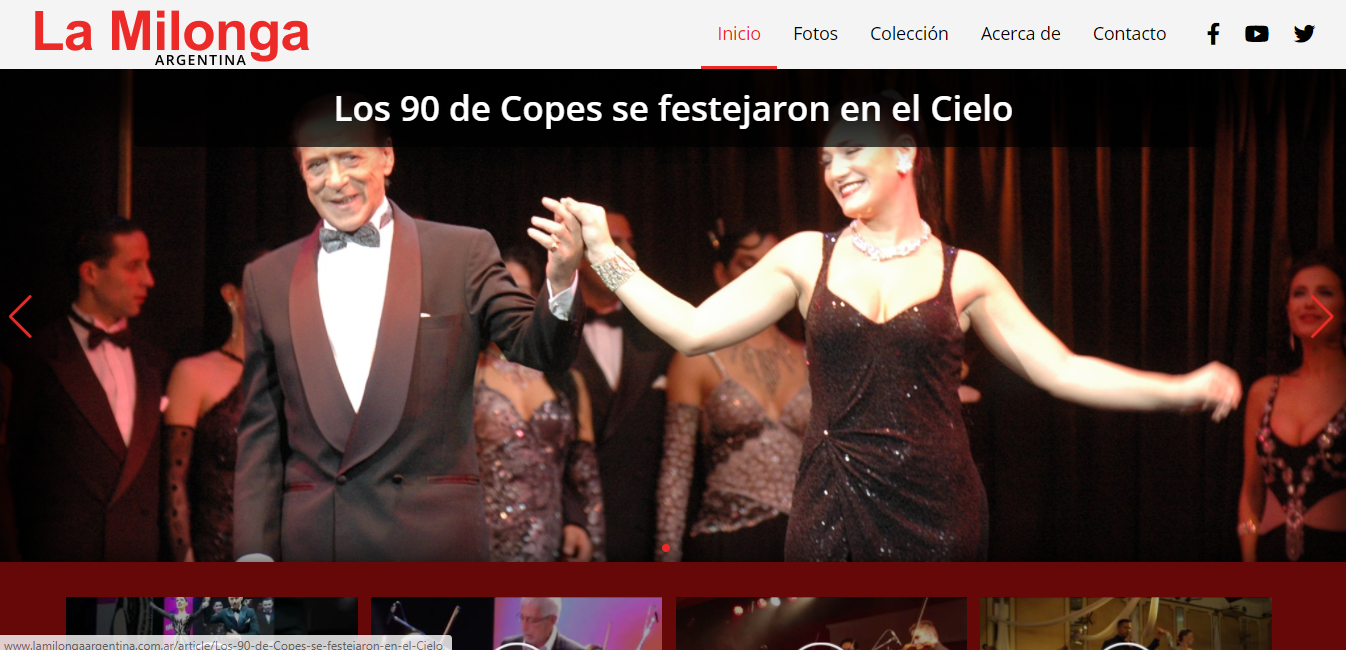 La Milonga
ARGENTINA
Inicio
Fotos
Colección
Acerca de
Contacto
Los 90 de Copes se festejaron en el Cielo
www.lamilongaargentina.com.ar/article/Los-90-de-Copes-se-festejaron-en-el-Cielo